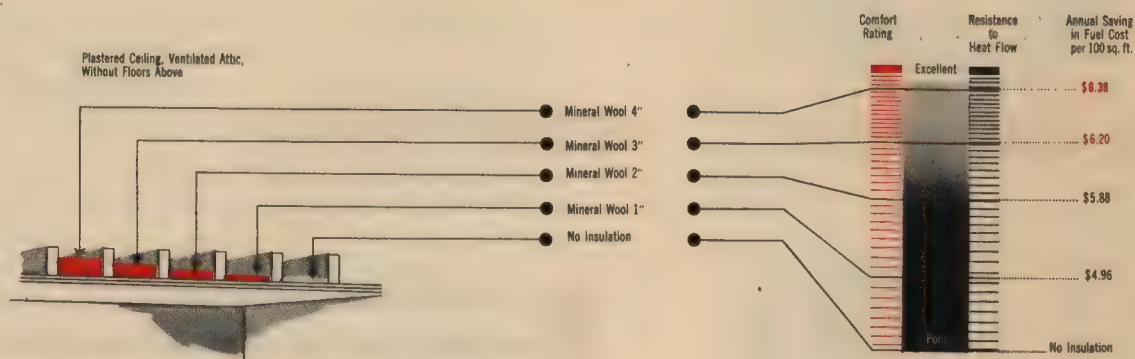 Comfort
Rating
Resistance
to
Heat Flow
Annual Saving
in Fuel Cost
per 100 sq. ft.
Plastered Ceiling, Ventilated Attic,
Without Floors Above
Excellent
Mineral Wool 4"
$6.38
Mineral Wool 3"
$6.20
Mineral Wool 2"
$5.88
Mineral Wool 1"
$4.96
No Insulation
Poor
No Insulation